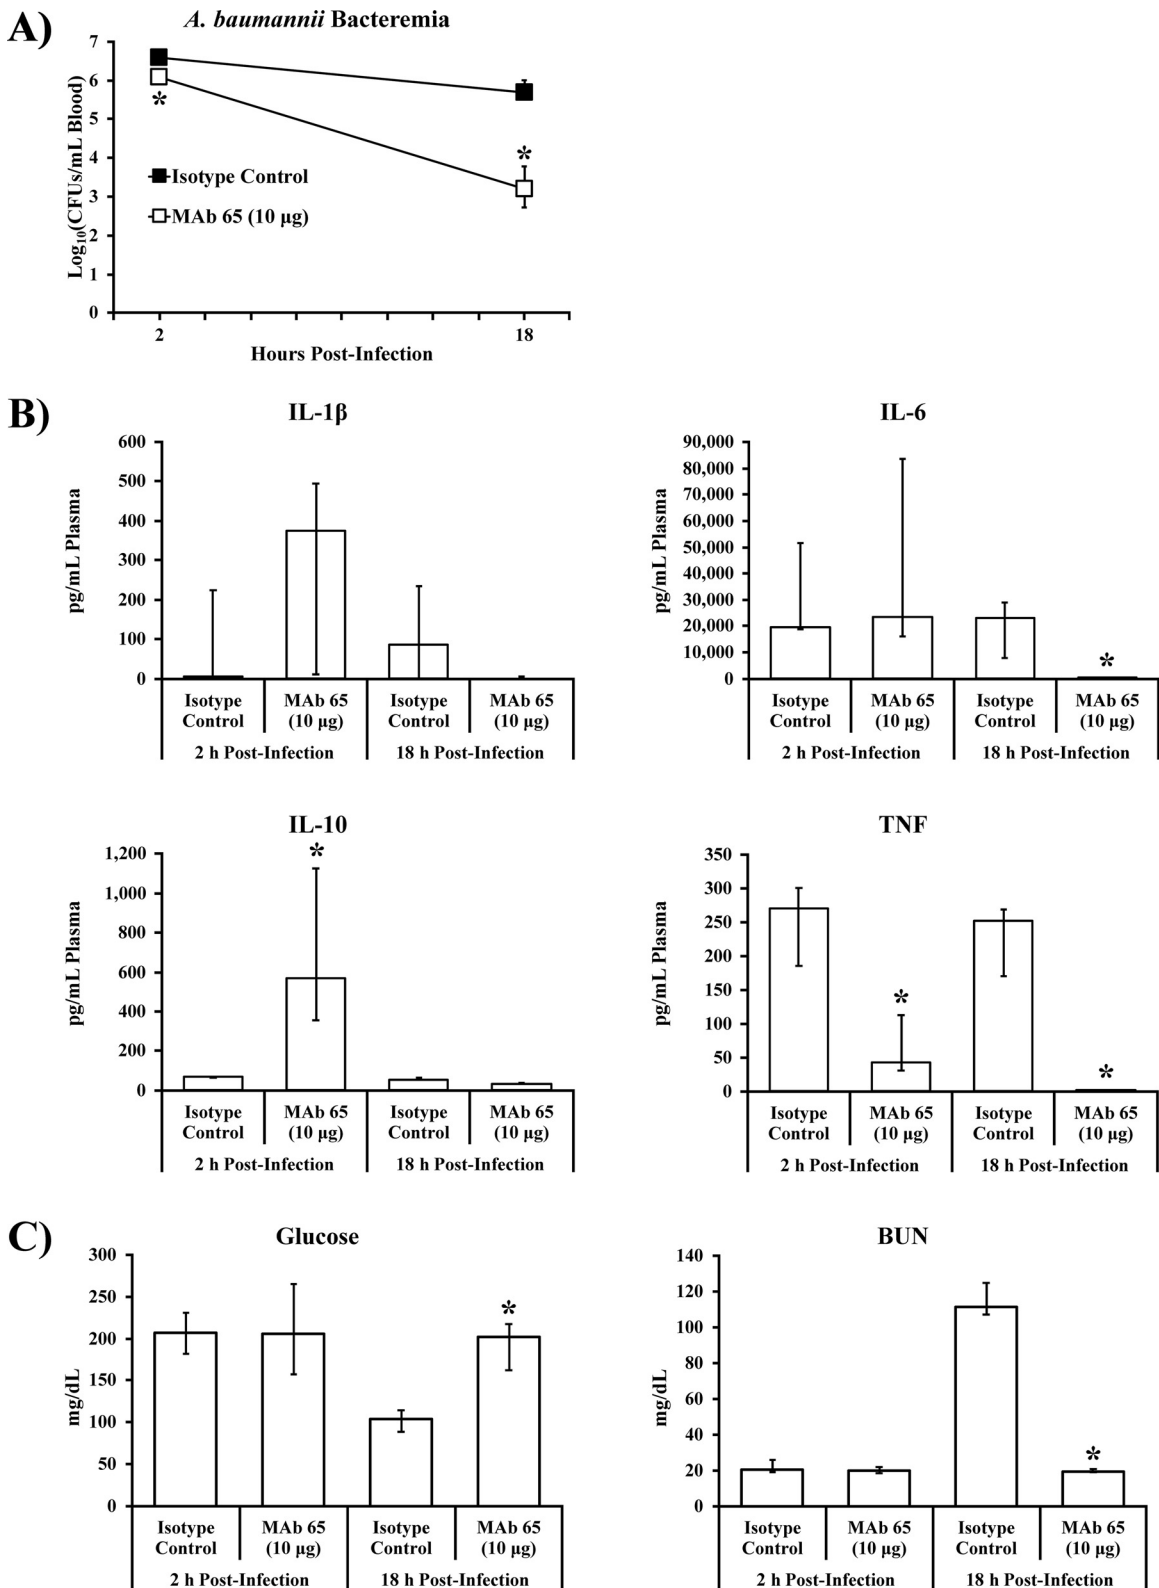 A)
A. baumannii Bacteremia
7
6
5
4
3
2
1
0
Log10(CFUs/mL Blood)
Isotype Control
MAb 65 (10 µg)
*
*
2
18
Hours Post-Infection
B)
IL-1β
600
500
400
300
200
100
0
pg/mL Plasma
Isotype Control
MAb 65 (10 µg)
Isotype Control
MAb 65 (10 µg)
2 h Post-Infection
18 h Post-Infection
IL-6
90,000
80,000
70,000
60,000
50,000
40,000
30,000
20,000
10,000
0
pg/mL Plasma
*
Isotype Control
MAb 65 (10 µg)
Isotype Control
MAb 65 (10 µg)
2 h Post-Infection
18 h Post-Infection
IL-10
1,200
1,000
800
600
400
200
0
pg/mL Plasma
*
Isotype Control
MAb 65 (10 µg)
Isotype Control
MAb 65 (10 µg)
2 h Post-Infection
18 h Post-Infection
TNF
350
300
250
200
150
100
50
0
pg/mL Plasma
*
*
Isotype Control
MAb 65 (10 µg)
Isotype Control
MAb 65 (10 µg)
2 h Post-Infection
18 h Post-Infection
C)
Glucose
300
250
200
150
100
50
0
mg/dL
*
Isotype Control
MAb 65 (10 µg)
Isotype Control
MAb 65 (10 µg)
2 h Post-Infection
18 h Post-Infection
BUN
140
120
100
80
60
40
20
0
mg/dL
*
Isotype Control
MAb 65 (10 µg)
Isotype Control
MAb 65 (10 µg)
2 h Post-Infection
18 h Post-Infection